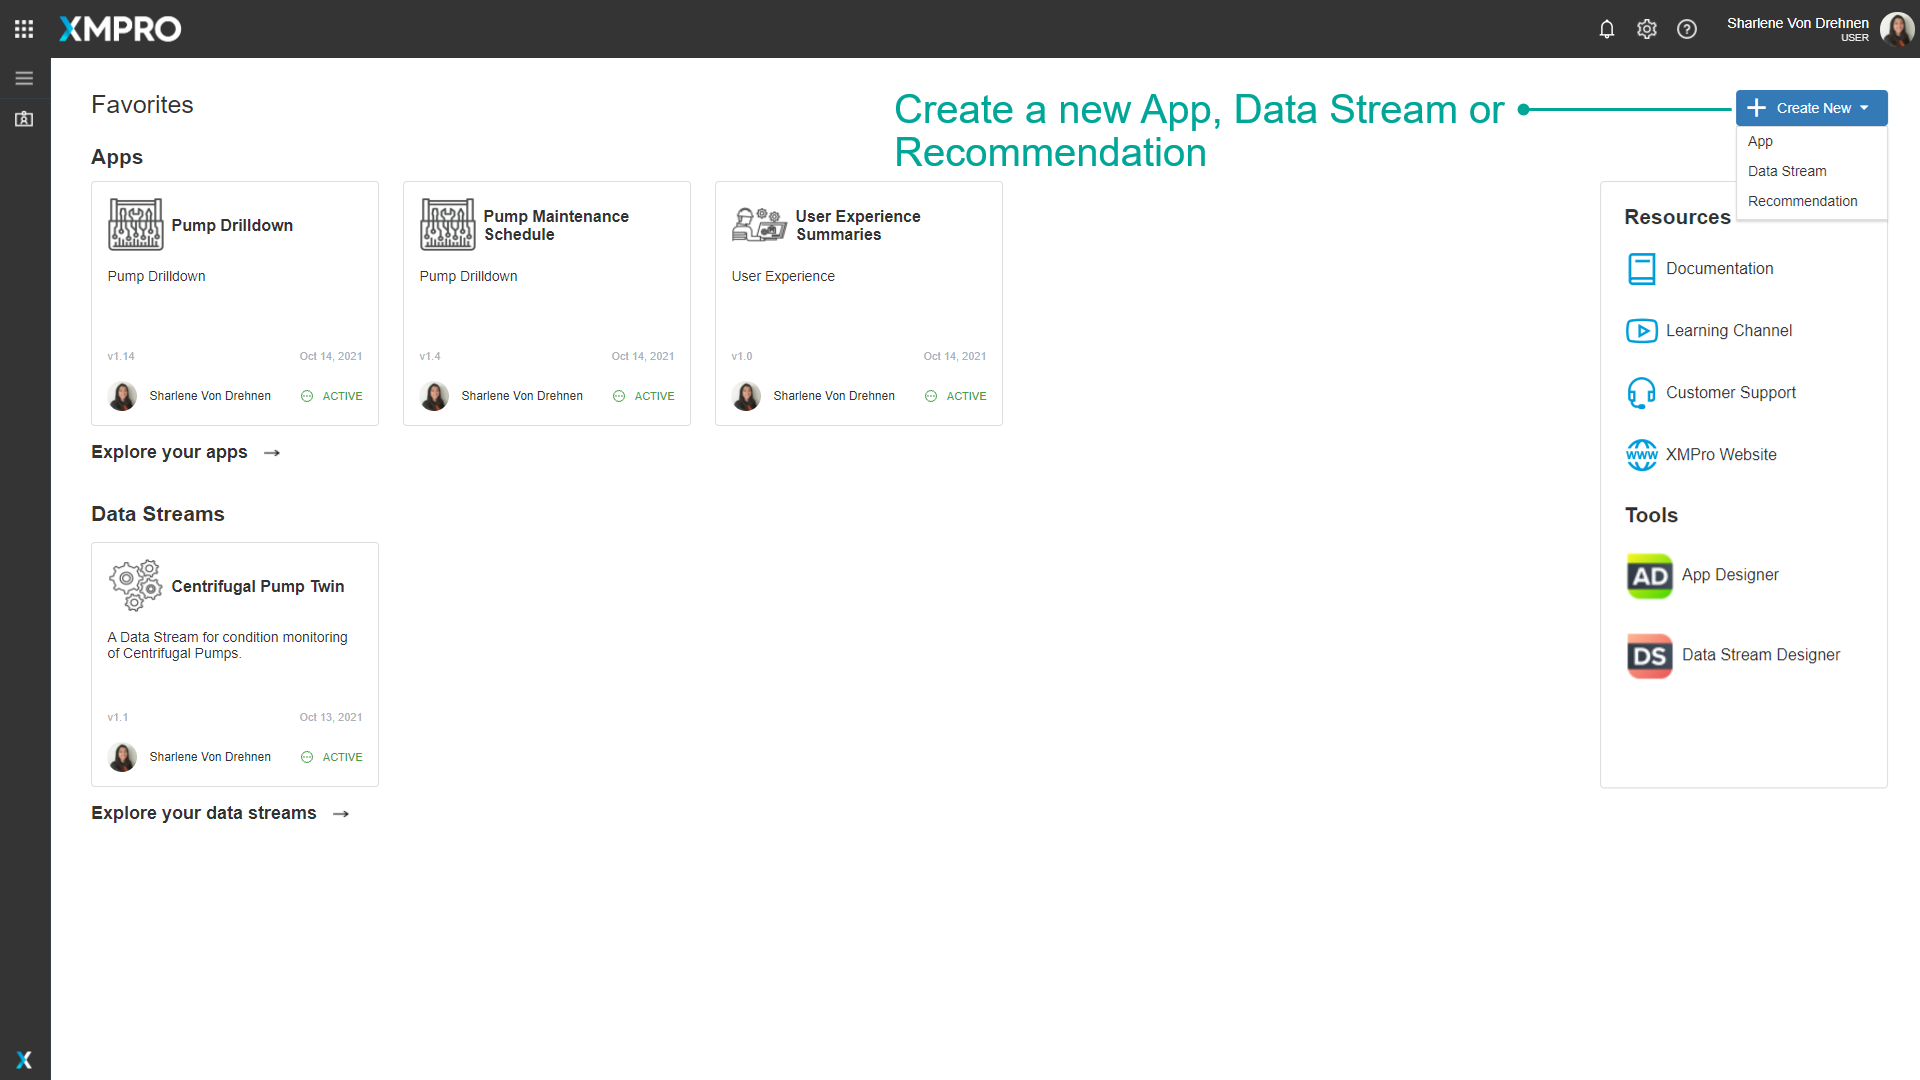 XMPRO
Sharlene Von Drehnen
USER
Favorites
Create a new App, Data Stream or
Recommendation
Create New
App
Data Stream
Recommendation
Apps
Pump Drilldown
Pump Drilldown
v1.14 Oct 14, 2021
Sharlene Von Drehnen ACTIVE
Pump Maintenance
Schedule
Pump Drilldown
v1.4 Oct 14, 2021
Sharlene Von Drehnen ACTIVE
User Experience
Summaries
User Experience
v1.0 Oct 14, 2021
Sharlene Von Drehnen ACTIVE
Explore your apps →
Data Streams
Centrifugal Pump Twin
A Data Stream for condition monitoring
of Centrifugal Pumps.
v1.1 Oct 13, 2021
Sharlene Von Drehnen ACTIVE
Explore your data streams →
Resources
Documentation
Learning Channel
Customer Support
WWW XMPro Website
Tools
AD App Designer
DS Data Stream Designer
X